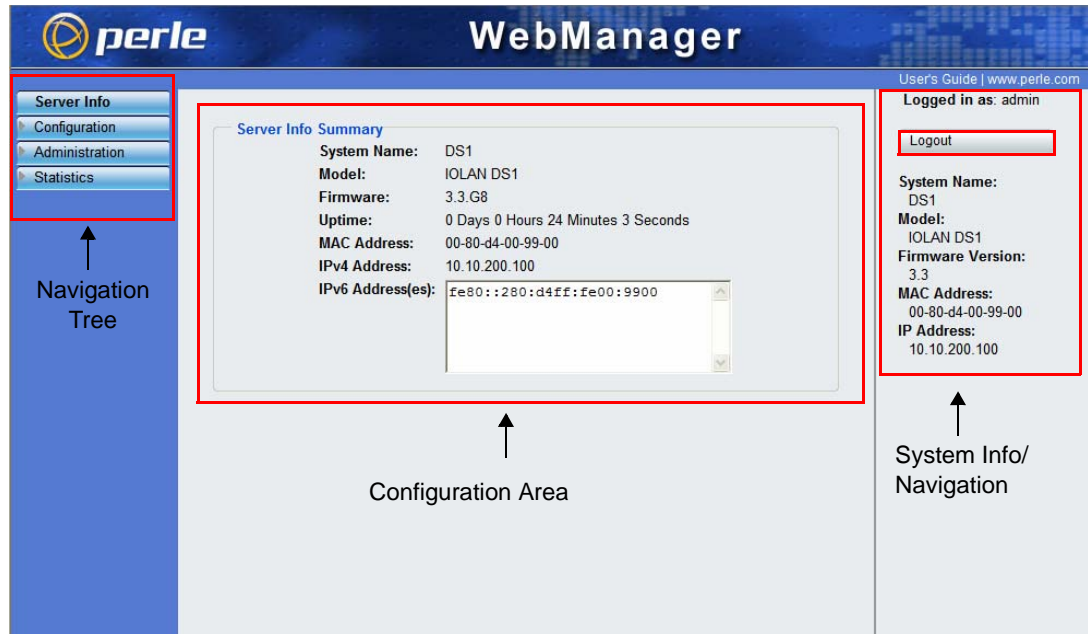 perle
WebManager
User's Guide | www.perle.com
Server Info
Configuration
Administration
Statistics
Navigation
Tree
Server Info Summary
System Name: DS1
Model: IOLAN DS1
Firmware: 3.3.G8
Uptime: 0 Days 0 Hours 24 Minutes 3 Seconds
MAC Address: 00-80-d4-00-99-00
IPv4 Address: 10.10.200.100
IPv6 Address(es): fe80::280:d4ff:fe00:9900
Configuration Area
Logged in as: admin
Logout
System Name:
DS1
Model:
IOLAN DS1
Firmware Version:
3.3
MAC Address:
00-80-d4-00-99-00
IP Address:
10.10.200.100
System Info/
Navigation